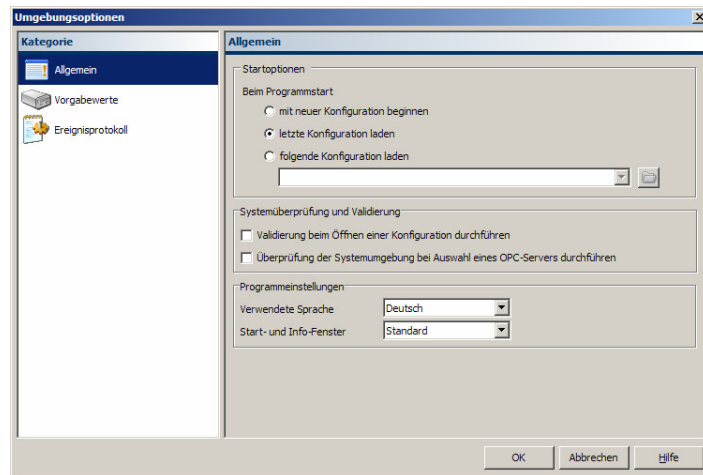 Umgebungsoptionen
Kategorie
Allgemein
Vorgabewerte
Ereignisprotokoll
Allgemein
Startoptionen
Beim Programmstart
mit neuer Konfiguration beginnen
letzte Konfiguration laden
folgende Konfiguration laden
Systemüberprüfung und Validierung
Validierung beim Öffnen einer Konfiguration durchführen
Überprüfung der Systemumgebung bei Auswahl eines OPC-Servers durchführen
Programmeinstellungen
Verwendete Sprache Deutsch
Start- und Info-Fenster Standard
OK Abbrechen Hilfe